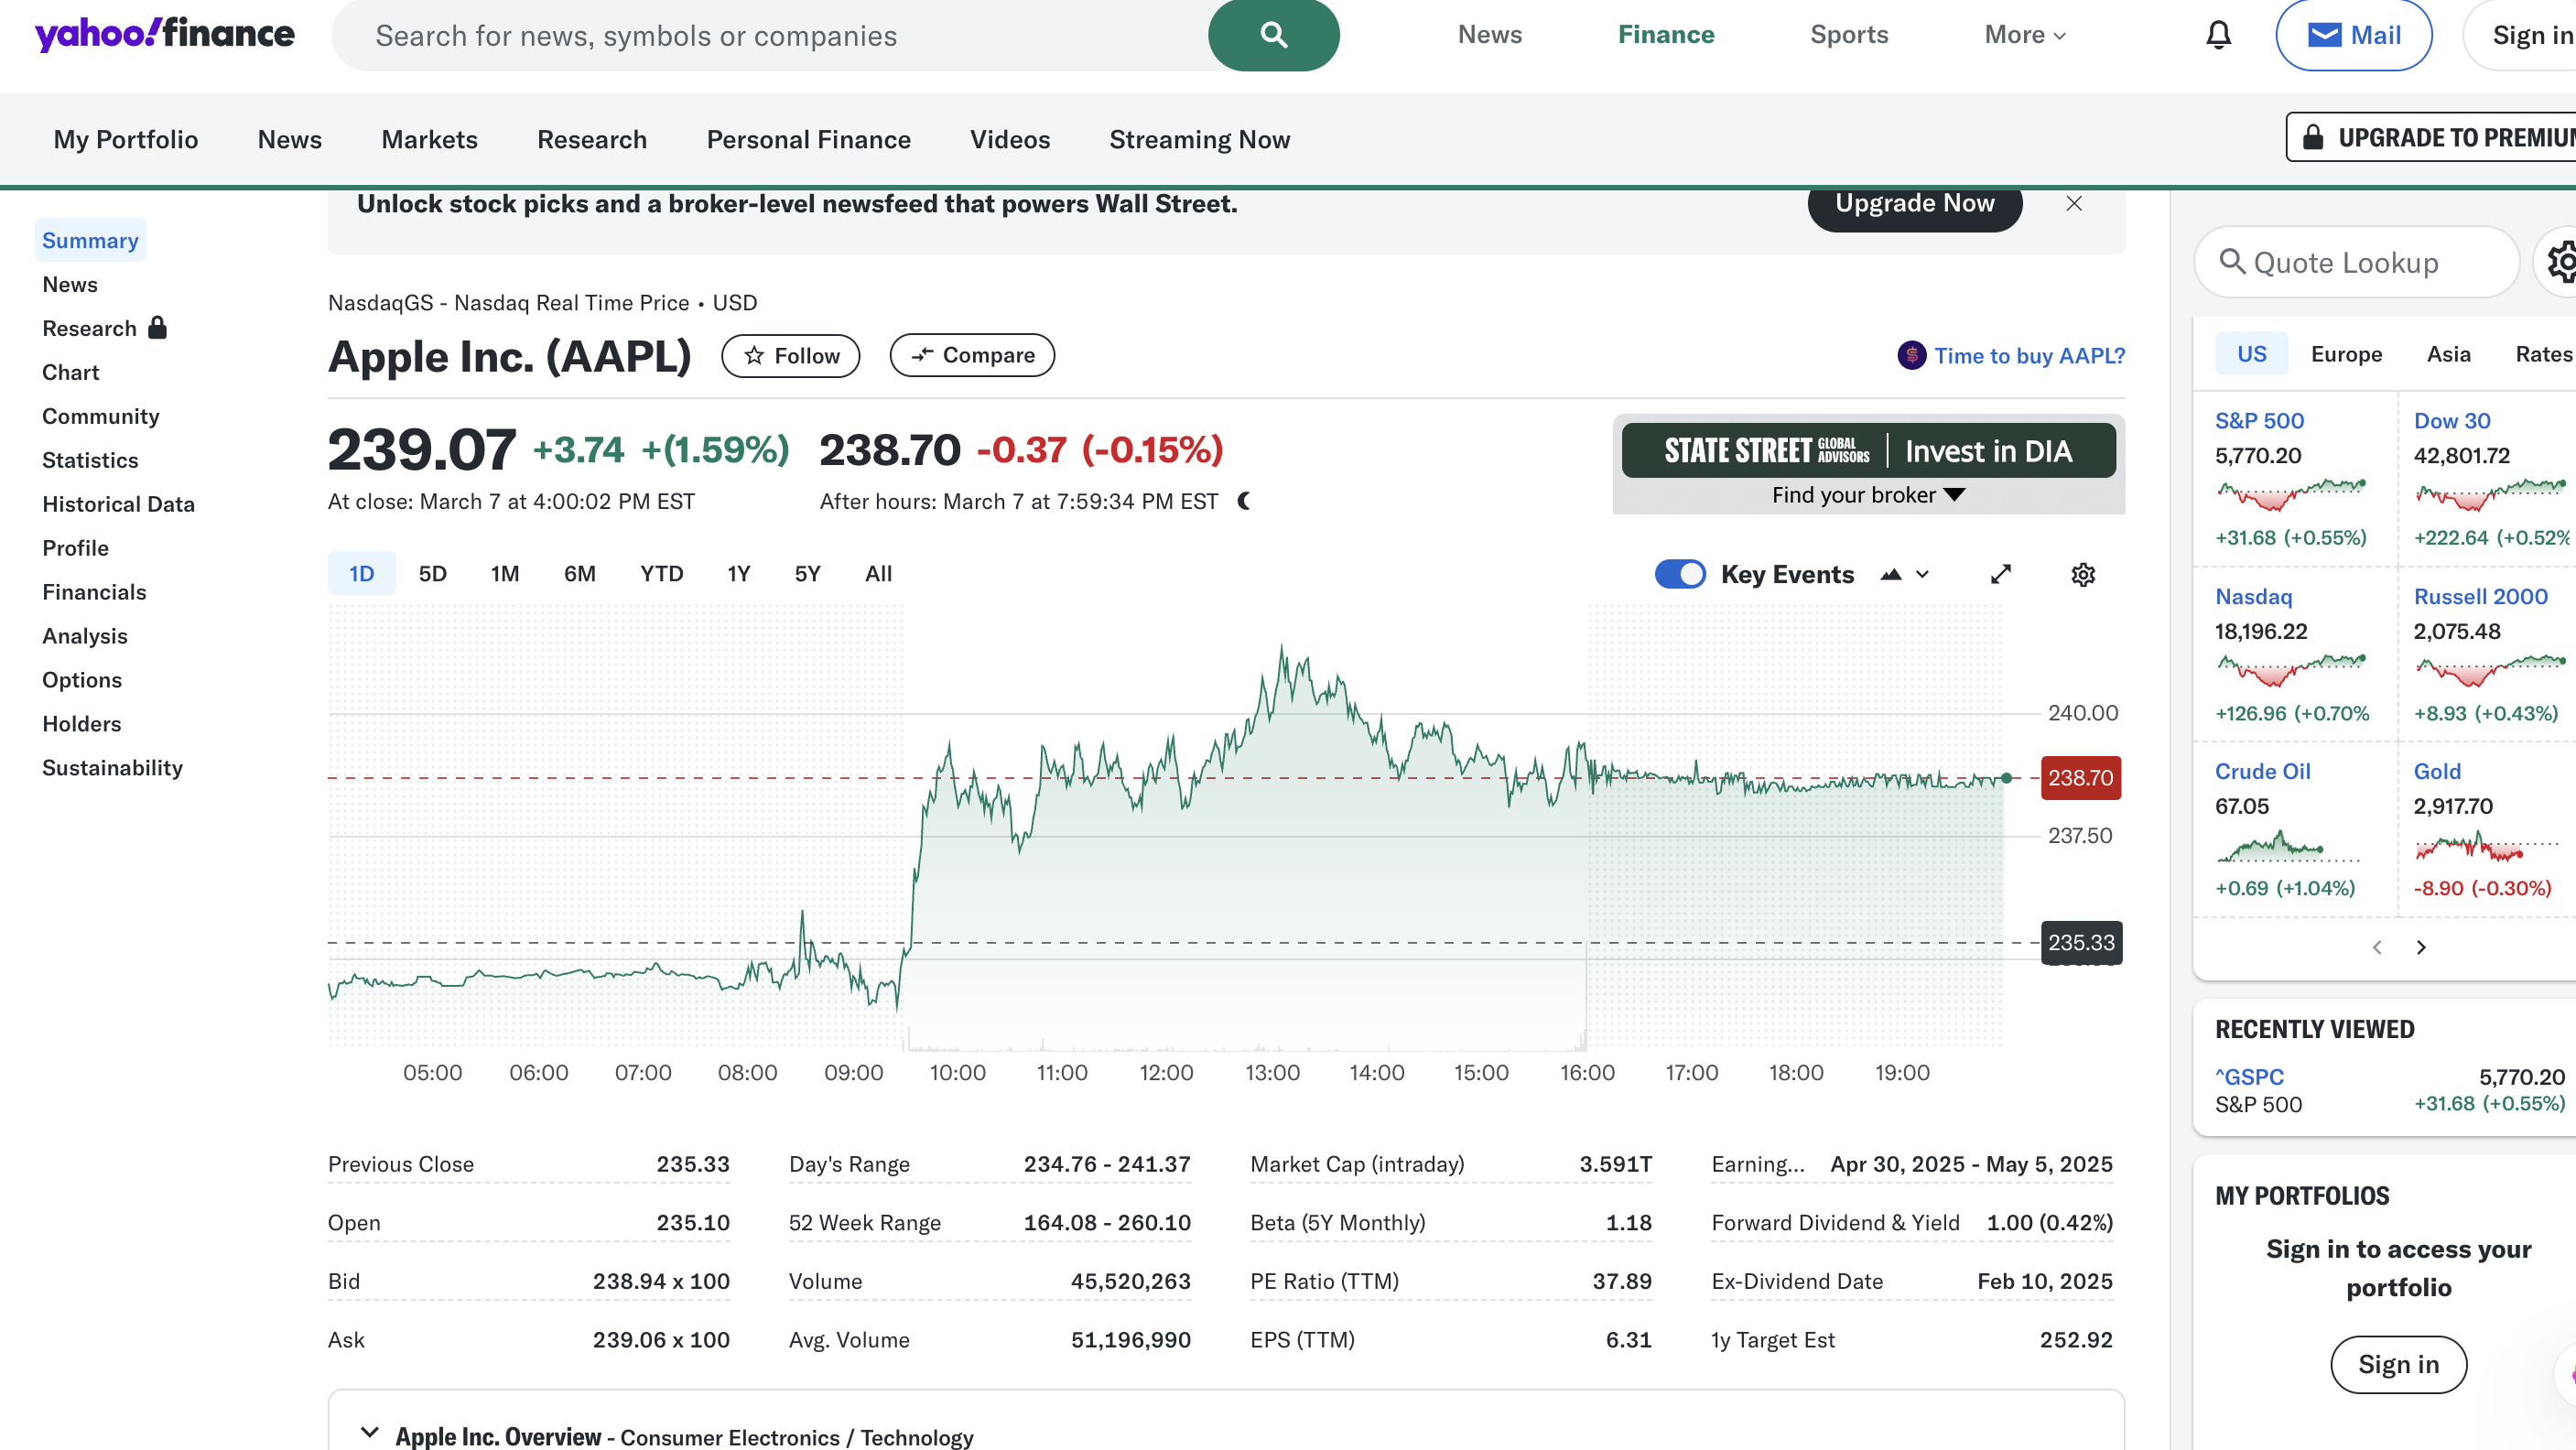 yahoo!finance
Search for news, symbols or companies
News
Finance
Sports
More
Mail
Sign in
My Portfolio
News
Markets
Research
Personal Finance
Videos
Streaming Now
UPGRADE TO PREMIUM
Unlock stock picks and a broker-level newsfeed that powers Wall Street.
Upgrade Now
Summary
News
Research
Chart
Community
Statistics
Historical Data
Profile
Financials
Analysis
Options
Holders
Sustainability
NasdaqGS - Nasdaq Real Time Price • USD
Apple Inc. (AAPL)
Follow
Compare
Time to buy AAPL?
239.07 +3.74 +(1.59%)
At close: March 7 at 4:00:02 PM EST
238.70 -0.37 (-0.15%)
After hours: March 7 at 7:59:34 PM EST
STATE STREET GLOBAL ADVISORS | Invest in DIA
Find your broker
1D 5D 1M 6M YTD 1Y 5Y All
Key Events
240.00
238.70
237.50
235.33
05:00 06:00 07:00 08:00 09:00 10:00 11:00 12:00 13:00 14:00 15:00 16:00 17:00 18:00 19:00
Previous Close 235.33
Open 235.10
Bid 238.94 x 100
Ask 239.06 x 100
Day's Range 234.76 - 241.37
52 Week Range 164.08 - 260.10
Volume 45,520,263
Avg. Volume 51,196,990
Market Cap (intraday) 3.591T
Beta (5Y Monthly) 1.18
PE Ratio (TTM) 37.89
EPS (TTM) 6.31
Earning... Apr 30, 2025 - May 5, 2025
Forward Dividend & Yield 1.00 (0.42%)
Ex-Dividend Date Feb 10, 2025
1y Target Est 252.92
Apple Inc. Overview - Consumer Electronics / Technology
Quote Lookup
US Europe Asia Rates
S&P 500
5,770.20
+31.68 (+0.55%)
Dow 30
42,801.72
+222.64 (+0.52%
Nasdaq
18,196.22
+126.96 (+0.70%
Russell 2000
2,075.48
+8.93 (+0.43%)
Crude Oil
67.05
+0.69 (+1.04%)
Gold
2,917.70
-8.90 (-0.30%)
RECENTLY VIEWED
^GSPC 5,770.20
S&P 500 +31.68 (+0.55%)
MY PORTFOLIOS
Sign in to access your
portfolio
Sign in